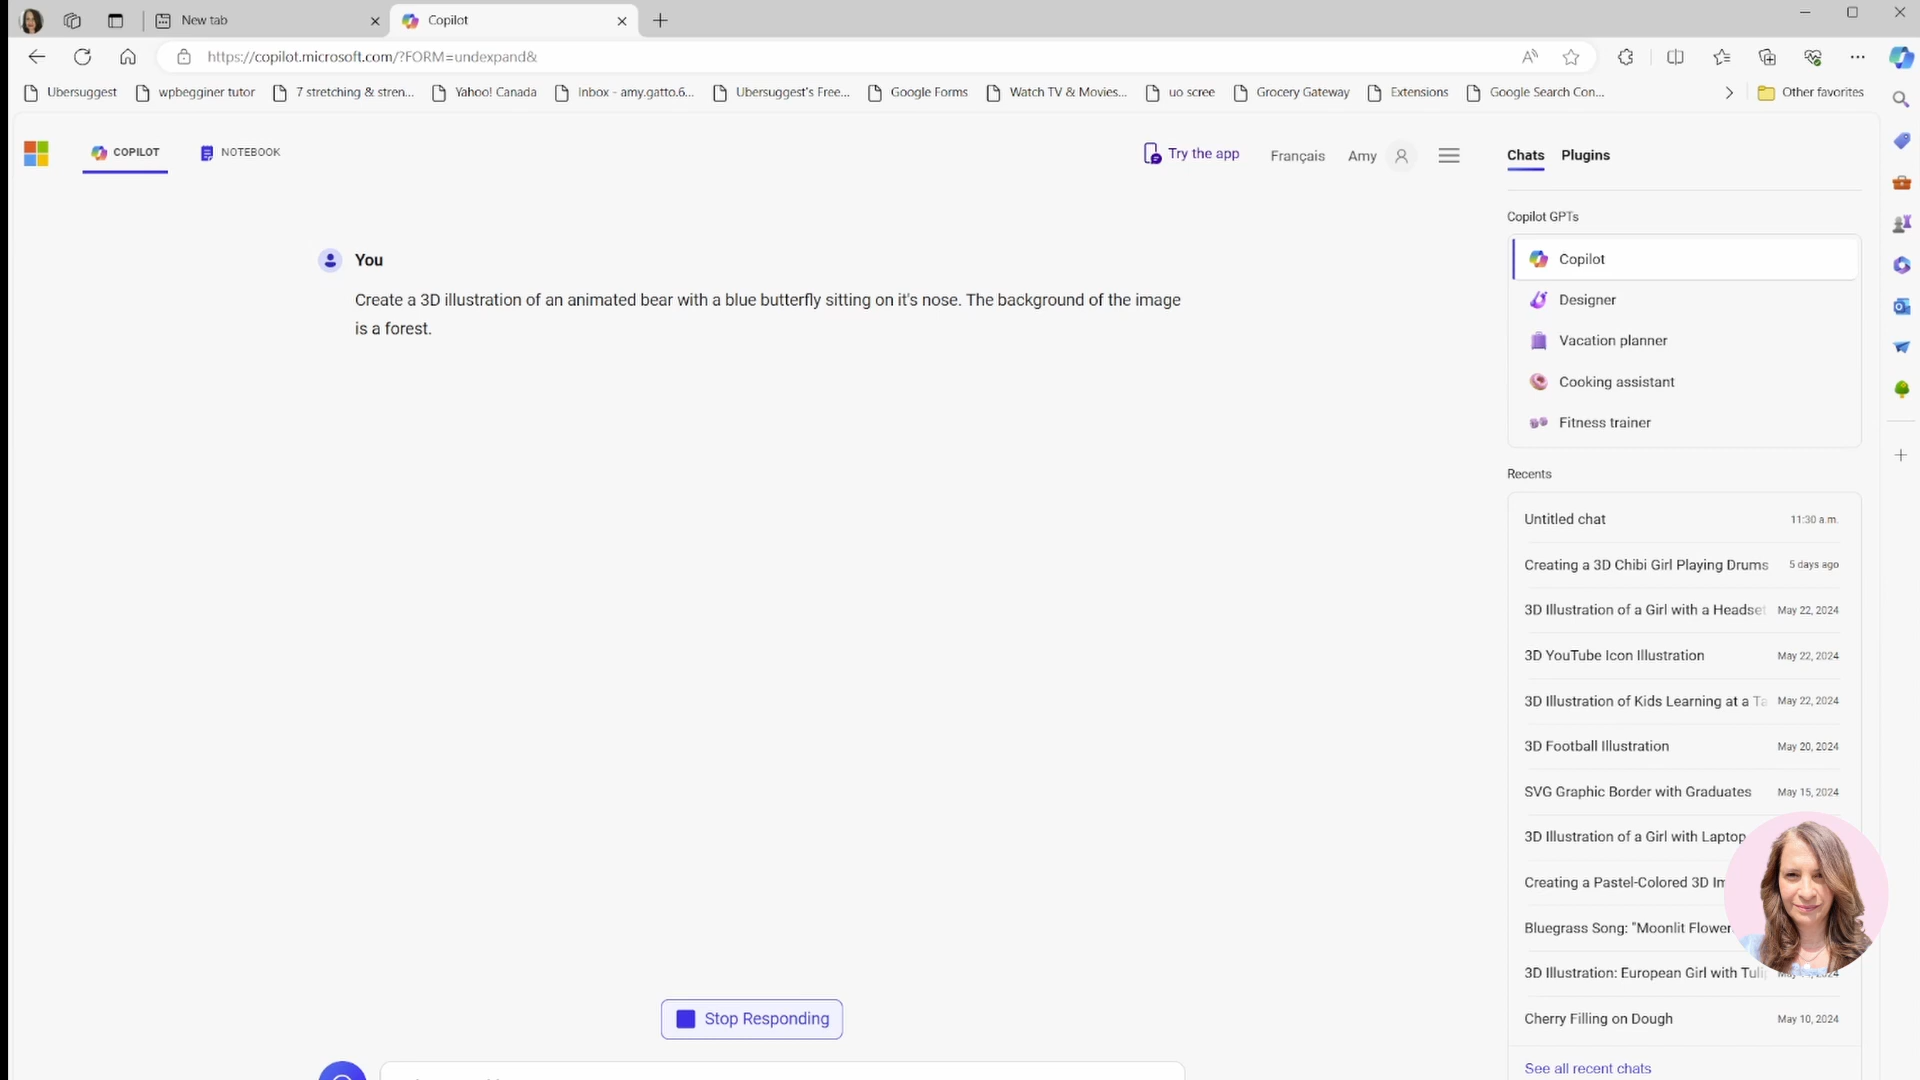 New tab
Copilot
https://copilot.microsoft.com/?FORM=undexpand&
Ubersuggest
wpbegginer tutor
7 stretching & stren...
Yahoo! Canada
Inbox - amy.gatto.6...
Ubersuggest's Free...
Google Forms
Watch TV & Movies...
uo scree
Grocery Gateway
Extensions
Google Search Con...
Other favorites
COPILOT
NOTEBOOK
Try the app
Français
Amy
Chats
Plugins
You
Create a 3D illustration of an animated bear with a blue butterfly sitting on it's nose. The background of the image
is a forest.
Stop Responding
Copilot GPTs
Copilot
Designer
Vacation planner
Cooking assistant
Fitness trainer
Recents
Untitled chat 11:30 a.m.
Creating a 3D Chibi Girl Playing Drums 5 days ago
3D Illustration of a Girl with a Headset May 22, 2024
3D YouTube Icon Illustration May 22, 2024
3D Illustration of Kids Learning at a Ta May 22, 2024
3D Football Illustration May 20, 2024
SVG Graphic Border with Graduates May 15, 2024
3D Illustration of a Girl with Laptop
Creating a Pastel-Colored 3D Im
Bluegrass Song: "Moonlit Flower
3D Illustration: European Girl with Tuli
Cherry Filling on Dough May 10, 2024
See all recent chats